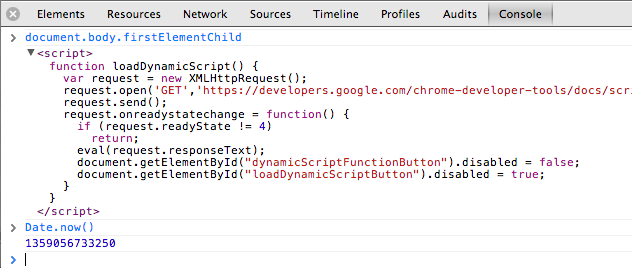 Elements Resources Network Sources Timeline Profiles Audits Console
> document.body.firstElementChild
▼<script>
function loadDynamicScript() {
var request = new XMLHttpRequest();
request.open('GET','https://developers.google.com/chrome-developer-tools/docs/scri
request.send();
request.onreadystatechange = function() {
if (request.readyState != 4)
return;
eval(request.responseText);
document.getElementById("dynamicScriptFunctionButton").disabled = false;
document.getElementById("loadDynamicScriptButton").disabled = true;
}
}
</script>
> Date.now()
1359056733250
>